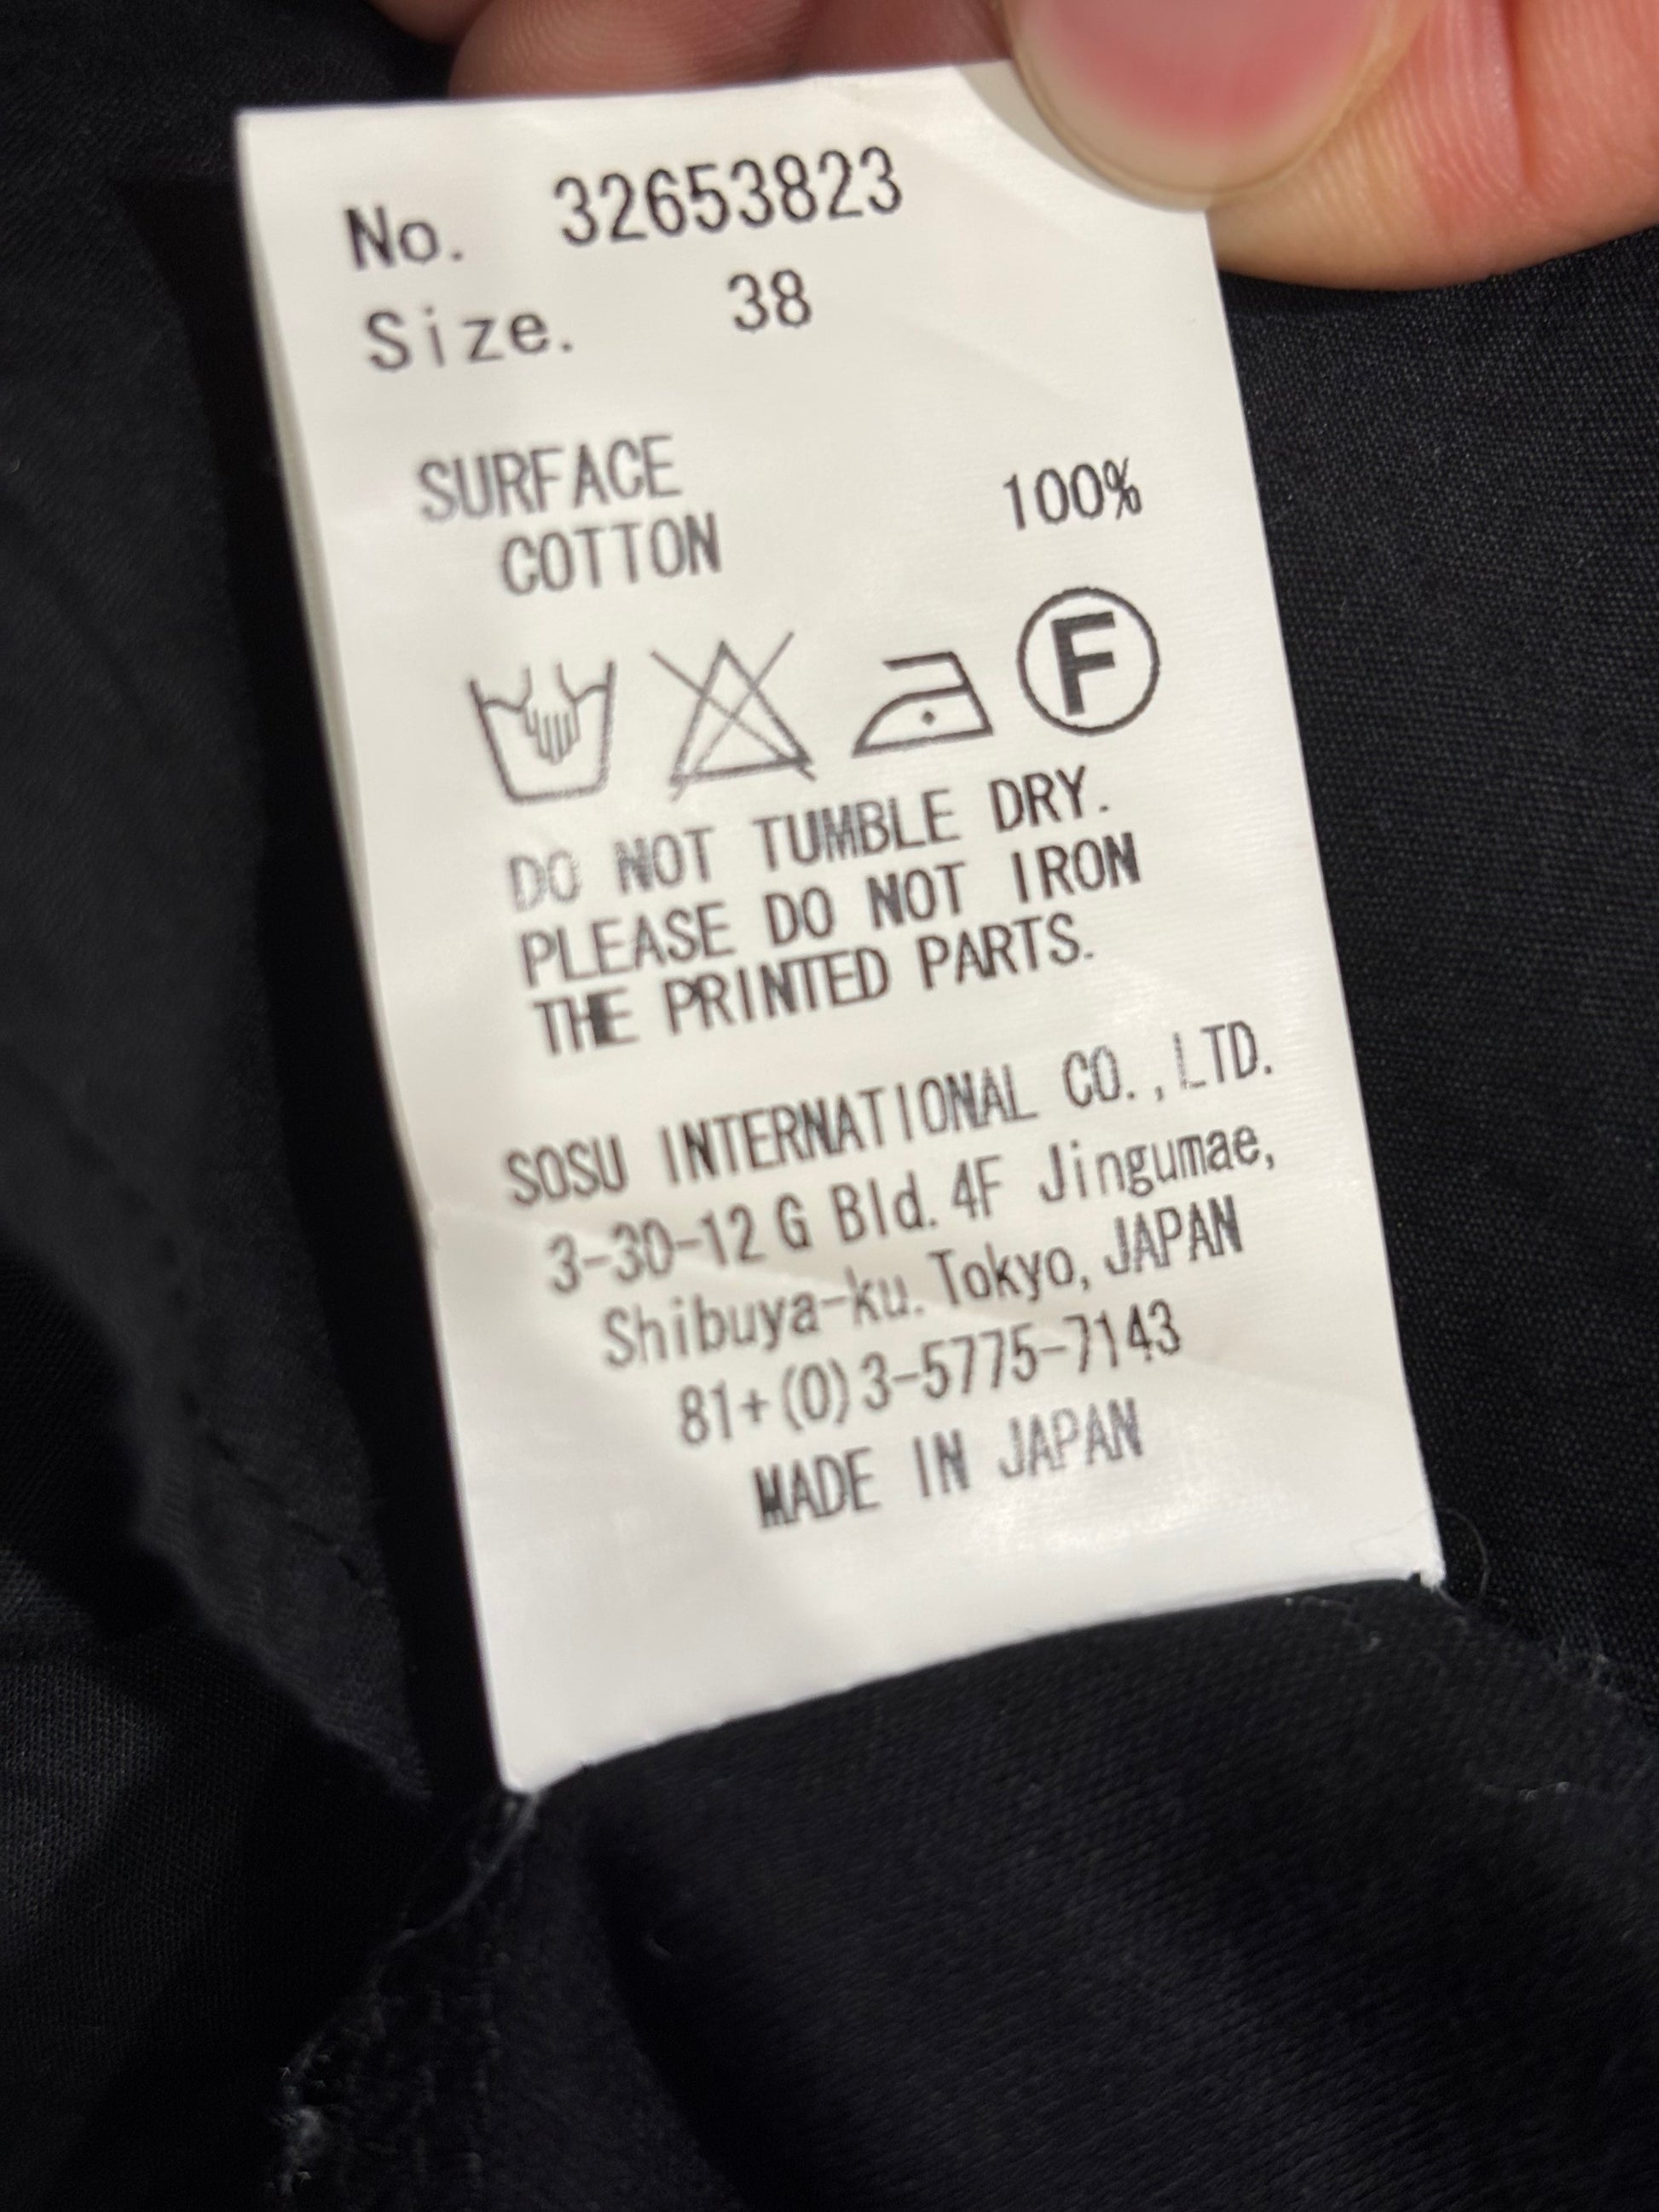 No. 32653823
Size. 38
SURFACE
COTTON 100%
F
DO NOT TUMBLE DRY.
PLEASE DO NOT IRON
THE PRINTED PARTS.
SOSU INTERNATIONAL CO.,LTD.
3-30-12 G Bld. 4F Jingumae,
Shibuya-ku. Tokyo, JAPAN
81+(0)3-5775-7143
MADE IN JAPAN